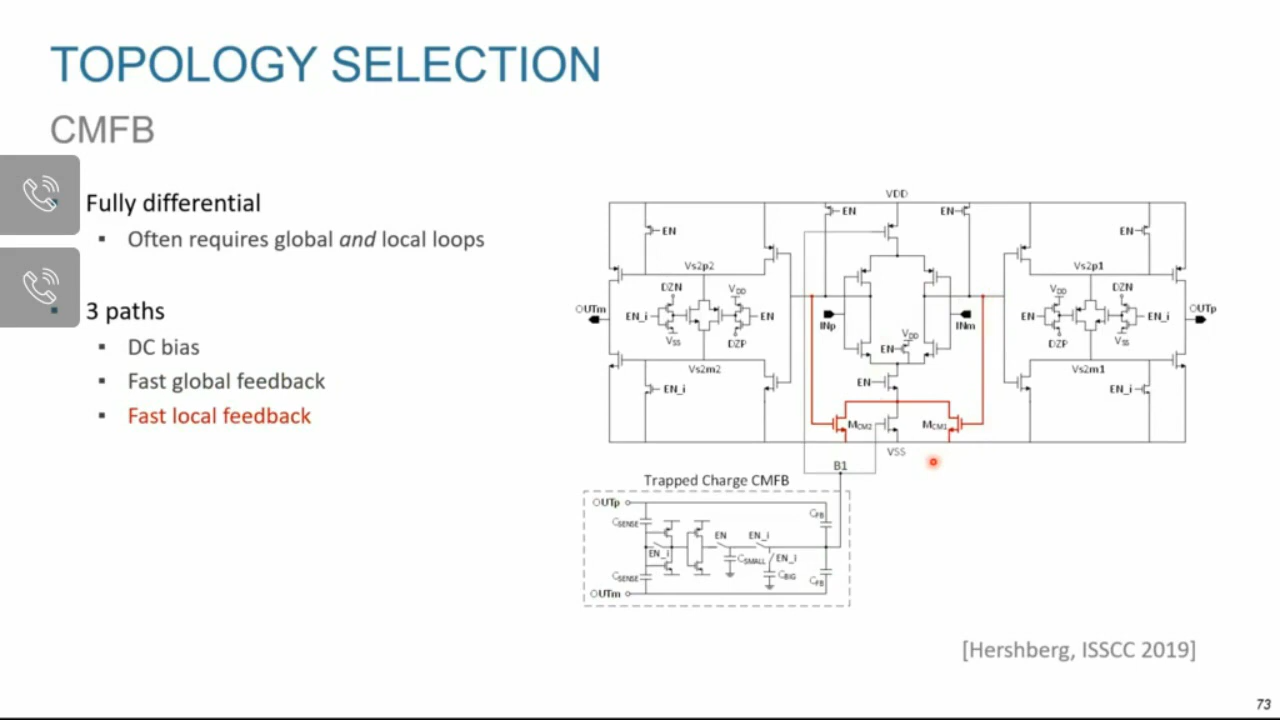 TOPOLOGY SELECTION
CMFB
Fully differential
Often requires global and local loops
3 paths
DC bias
Fast global feedback
Fast local feedback
VDD
EN
EN
EN
EN
Vs2p2
Vs2p1
DZN
VDD
VDD
DZN
OUTm
EN_i
EN
INp
INm
EN
EN_i
OUTp
VSS
DZP
VDD
EN
DZP
VSS
Vs2m2
Vs2m1
EN_i
EN
EN_i
MCM2
MCM1
VSS
B1
Trapped Charge CMFB
OUTp
CFB
CSENSE
EN
EN_i
EN_i
CSMALL
EN_i
CSENSE
CBIG
CFB
OUTm
[Hershberg, ISSCC 2019]
73